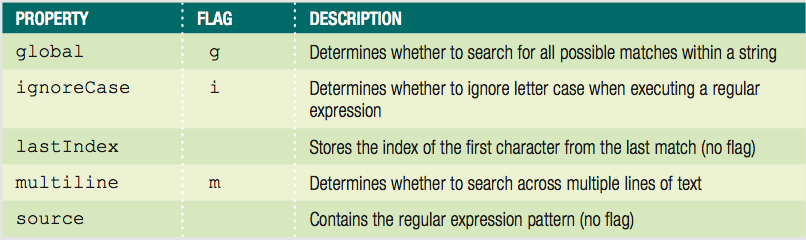 PROPERTY FLAG DESCRIPTION
global g Determines whether to search for all possible matches within a string
ignoreCase i Determines whether to ignore letter case when executing a regular
expression
lastIndex Stores the index of the first character from the last match (no flag)
multiline m Determines whether to search across multiple lines of text
source Contains the regular expression pattern (no flag)